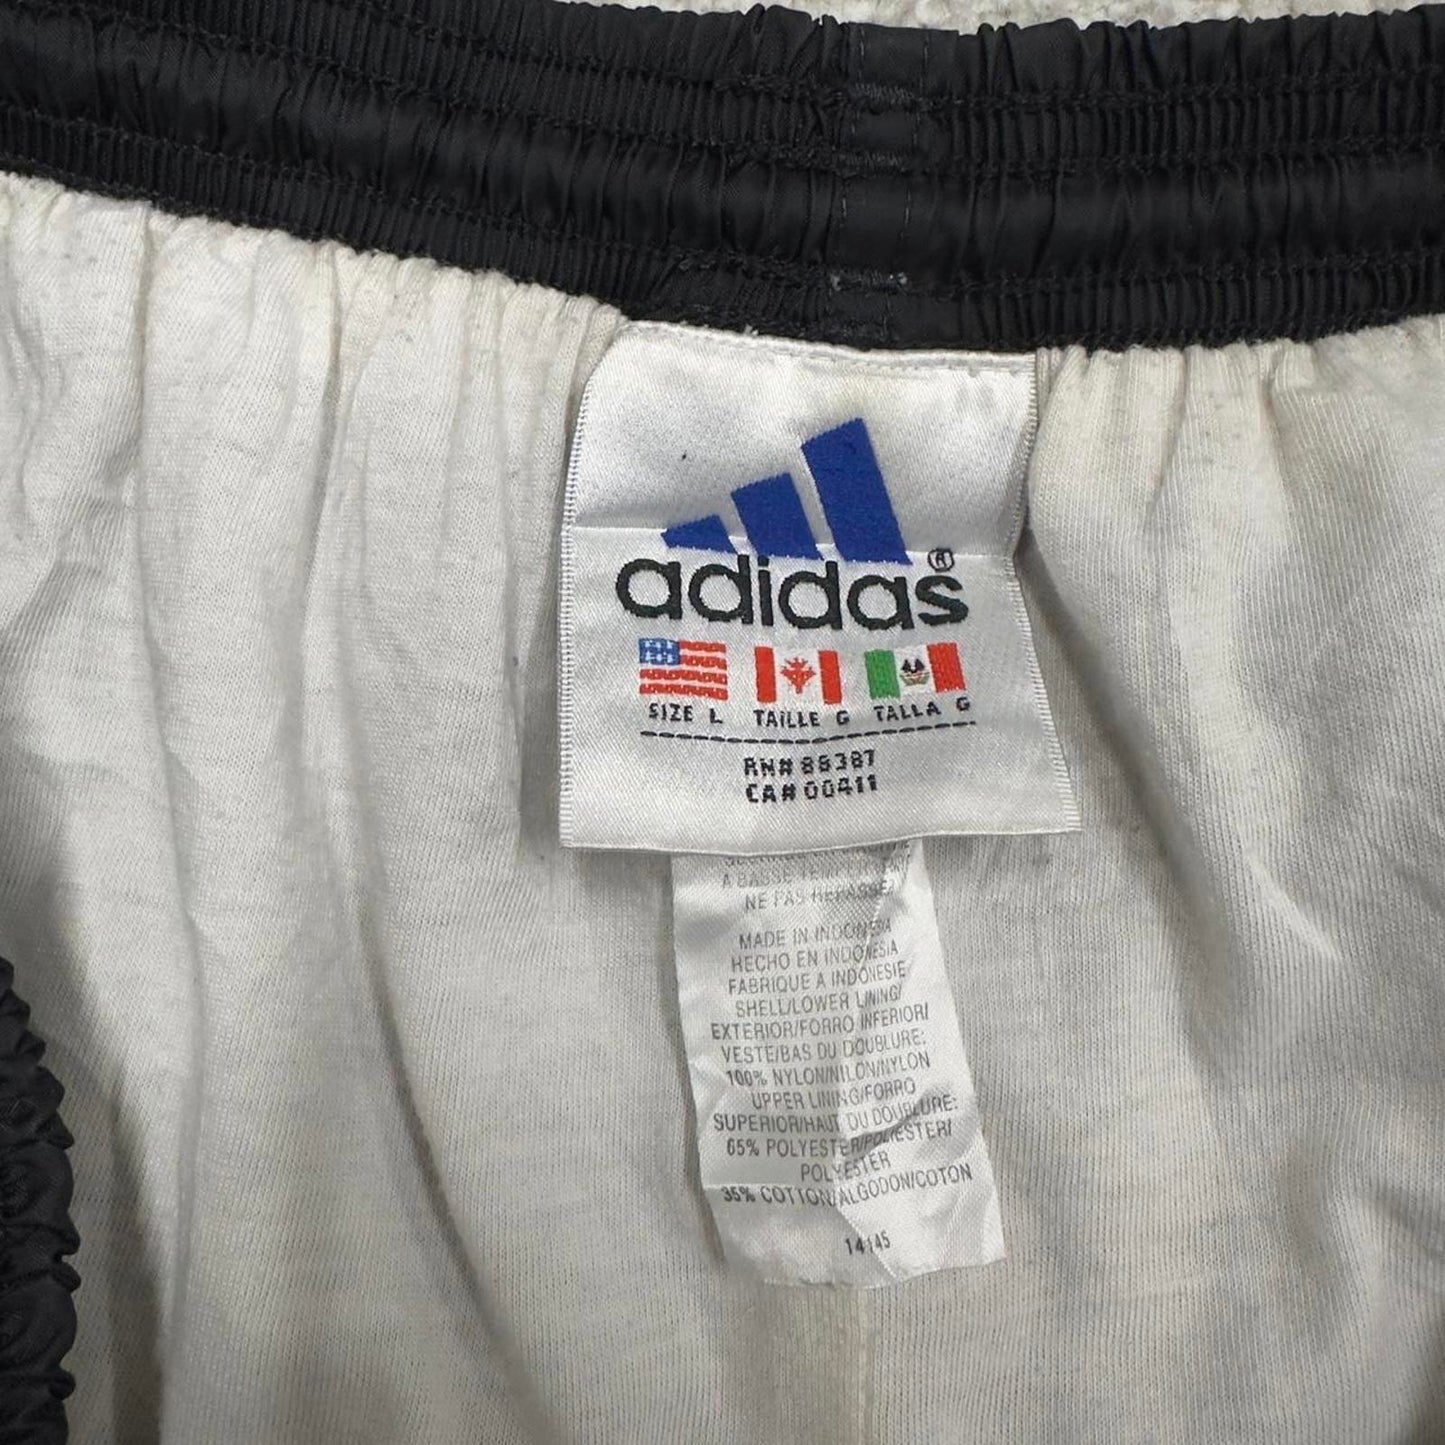 adidas®
SIZE L TAILLE G TALLA G
RN# 88387
CA# 00411
A BASSE
NE PAS REPASSER
MADE IN INDONESIA
HECHO EN INDONESIA
FABRIQUE A INDONESIE
SHELL/LOWER LINING/
EXTERIOR/FORRO INFERIOR/
VESTE/BAS DU DOUBLURE:
100% NYLON/NILON/NYLON
UPPER LINING/FORRO
SUPERIOR/HAUT DU DOUBLURE:
65% POLYESTER/POLIESTER/
POLYESTER
35% COTTON/ALGODON/COTON
14145